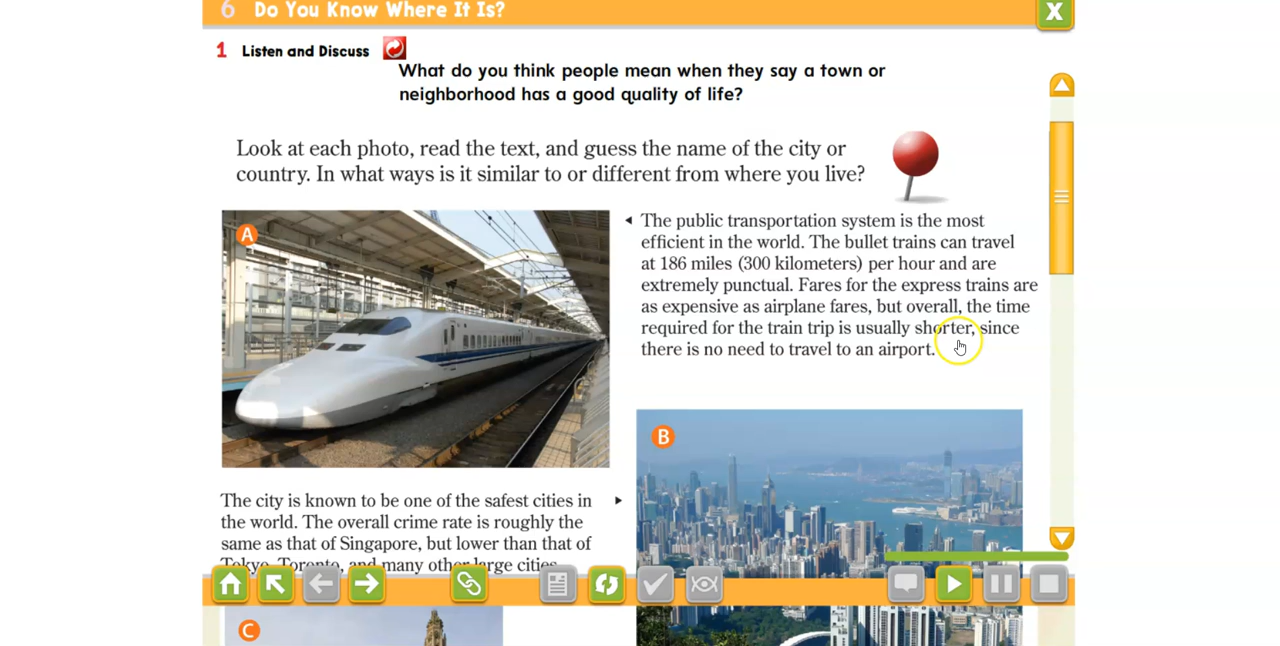 6 Do You Know Where It Is?
X
1 Listen and Discuss
What do you think people mean when they say a town or
neighborhood has a good quality of life?
Look at each photo, read the text, and guess the name of the city or
country. In what ways is it similar to or different from where you live?
A
The public transportation system is the most
efficient in the world. The bullet trains can travel
at 186 miles (300 kilometers) per hour and are
extremely punctual. Fares for the express trains are
as expensive as airplane fares, but overall, the time
required for the train trip is usually shorter, since
there is no need to travel to an airport.
B
The city is known to be one of the safest cities in
the world. The overall crime rate is roughly the
same as that of Singapore, but lower than that of
Tokyo, Toronto, and many other large cities.
C